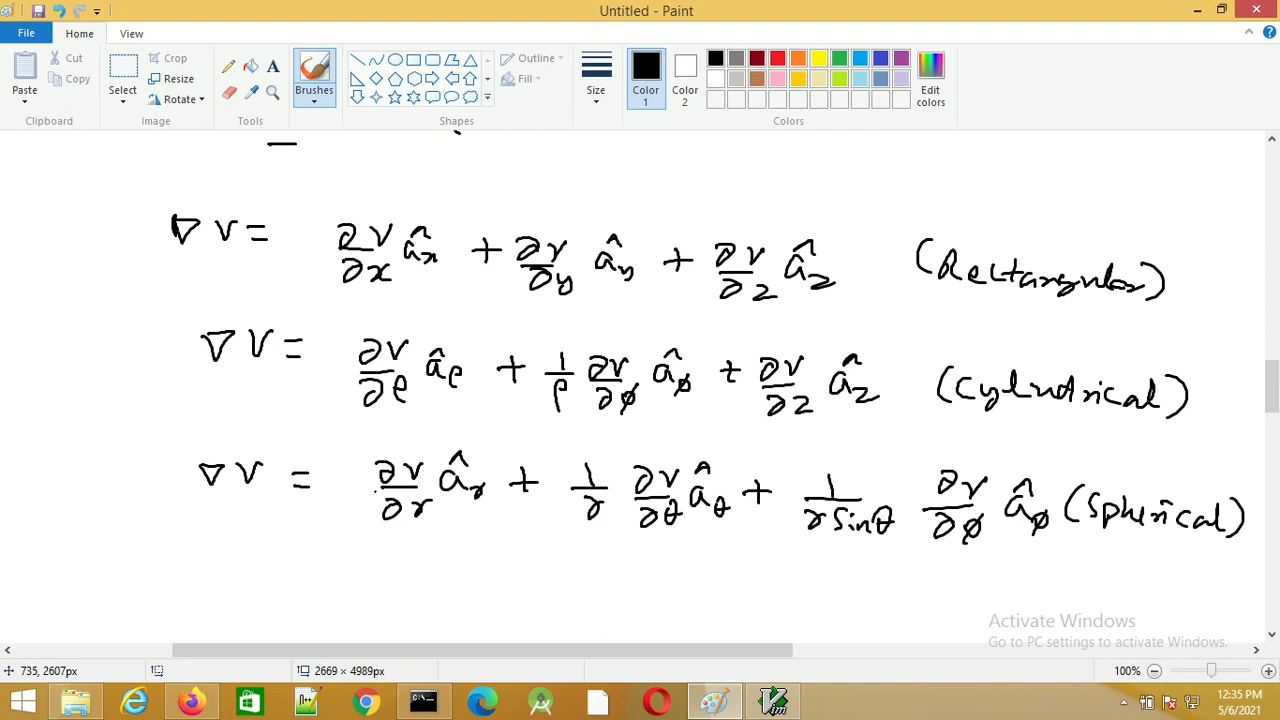 Untitled - Paint
File Home View
Paste Cut Copy Clipboard
Select Crop Resize Rotate Image
Tools
Brushes
Outline Fill Shapes
Size
Color 1 Color 2 Edit colors Colors
∇V = ∂V/∂x âx + ∂V/∂y ây + ∂V/∂z âz (Rectangular)
∇V = ∂V/∂ρ âρ + 1/ρ ∂V/∂φ âφ + ∂V/∂z âz (Cylindrical)
∇V = ∂V/∂r âr + 1/r ∂V/∂θ âθ + 1/(r sinθ) ∂V/∂φ âφ (Spherical)
Activate Windows
Go to PC settings to activate Windows.
735, 2607px 2669 × 4989px 100%
12:35 PM
5/6/2021